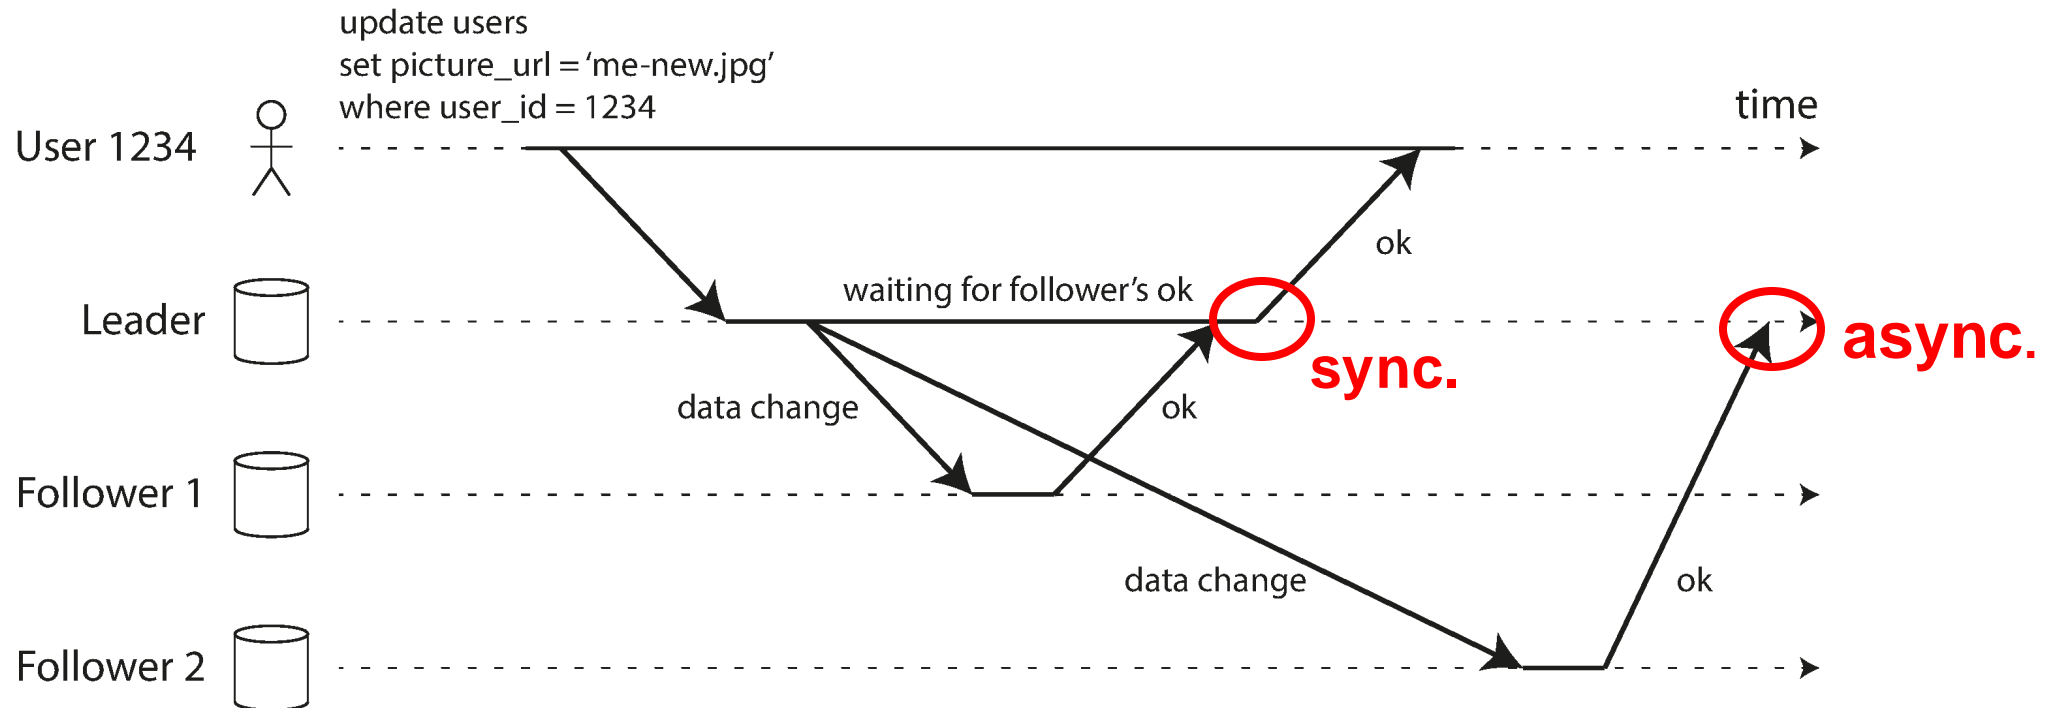 update users
set picture_url = ‘me-new.jpg’
where user_id = 1234
time
User 1234
ok
waiting for follower’s ok
Leader
async.
sync.
data change
ok
Follower 1
data change
ok
Follower 2